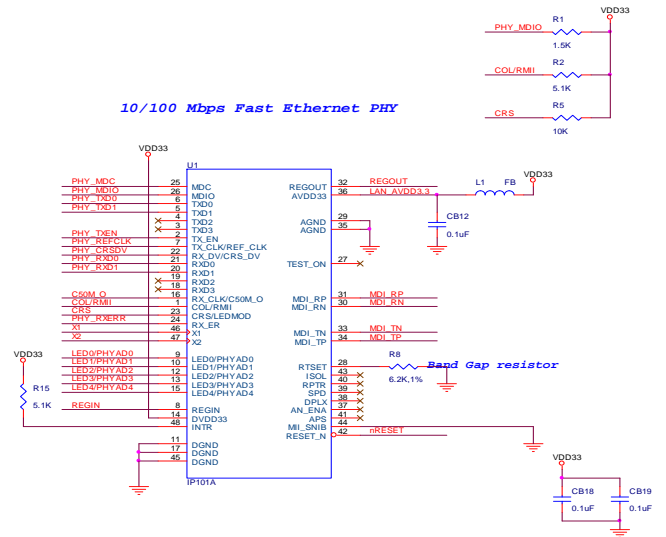 VDD33
PHY_MDIO R1
1.5K
COL/RMII R2
5.1K
CRS R5
10K
10/100 Mbps Fast Ethernet PHY
VDD33
U1
PHY_MDC 25 MDC REGOUT 32 REGOUT
PHY_MDIO 26 MDIO AVDD33 36 LAN_AVDD3.3
L1 FB VDD33
PHY_TXD0 6 TXD0
PHY_TXD1 5 TXD1
4 TXD2 AGND 29
3 TXD3 AGND 35
CB12
0.1uF
PHY_TXEN 2 TX_EN
PHY_REFCLK 7 TX_CLK/REF_CLK
PHY_CRSDV 22 RX_DV/CRS_DV
PHY_RXD0 21 RXD0 TEST_ON 27
PHY_RXD1 20 RXD1
19 RXD2
18 RXD3
C50M_O 16 RX_CLK/C50M_O MDI_RP 31 MDI_RP
COL/RMII 1 COL/RMII MDI_RN 30 MDI_RN
CRS 23 CRS/LEDMOD
PHY_RXERR 24 RX_ER
X1 46 X1 MDI_TN 33 MDI_TN
X2 47 X2 MDI_TP 34 MDI_TP
VDD33
LED0/PHYAD0 9 LED0/PHYAD0
LED1/PHYAD1 10 LED1/PHYAD1 RTSET 28 R8 Band Gap resistor
6.2K,1%
LED2/PHYAD2 12 LED2/PHYAD2 ISOL 43
LED3/PHYAD3 13 LED3/PHYAD3 RPTR 40
LED4/PHYAD4 15 LED4/PHYAD4 SPD 39
R15
5.1K
DPLX 38
REGIN 8 REGIN AN_ENA 37
14 DVDD33 APS 41
48 INTR MII_SNIB 44
RESET_N 42 nRESET
11 DGND
17 DGND
45 DGND
IP101A
VDD33
CB18 CB19
0.1uF 0.1uF